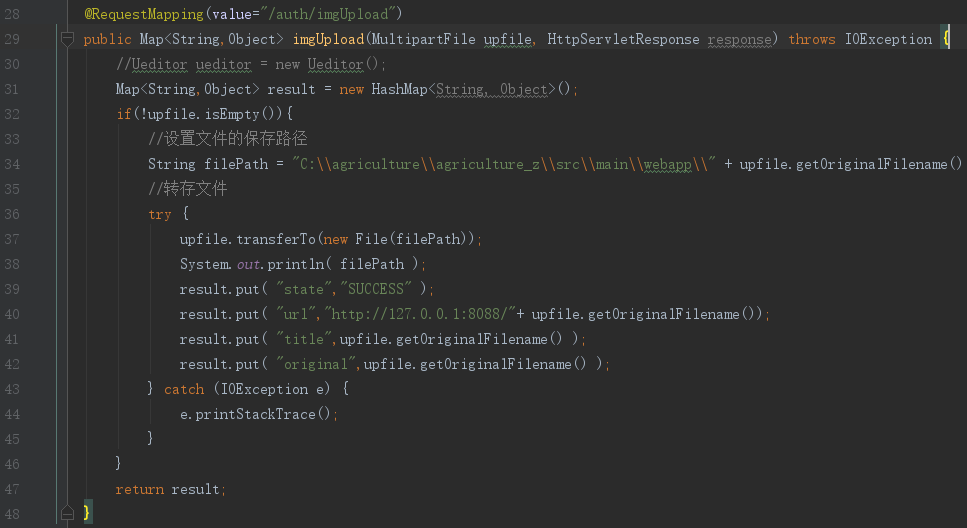 28 @RequestMapping(value="/auth/imgUpload")
29 public Map<String,Object> imgUpload(MultipartFile upfile, HttpServletResponse response) throws IOException {
30 //Ueditor ueditor = new Ueditor();
31 Map<String,Object> result = new HashMap<String, Object>();
32 if(!upfile.isEmpty()){
33 //设置文件的保存路径
34 String filePath = "C:\\agriculture\\agriculture_z\\src\\main\\webapp\\" + upfile.getOriginalFilename()
35 //转存文件
36 try {
37 upfile.transferTo(new File(filePath));
38 System.out.println( filePath );
39 result.put( "state","SUCCESS" );
40 result.put( "url","http://127.0.0.1:8088/"+ upfile.getOriginalFilename());
41 result.put( "title",upfile.getOriginalFilename() );
42 result.put( "original",upfile.getOriginalFilename() );
43 } catch (IOException e) {
44 e.printStackTrace();
45 }
46 }
47 return result;
48 }